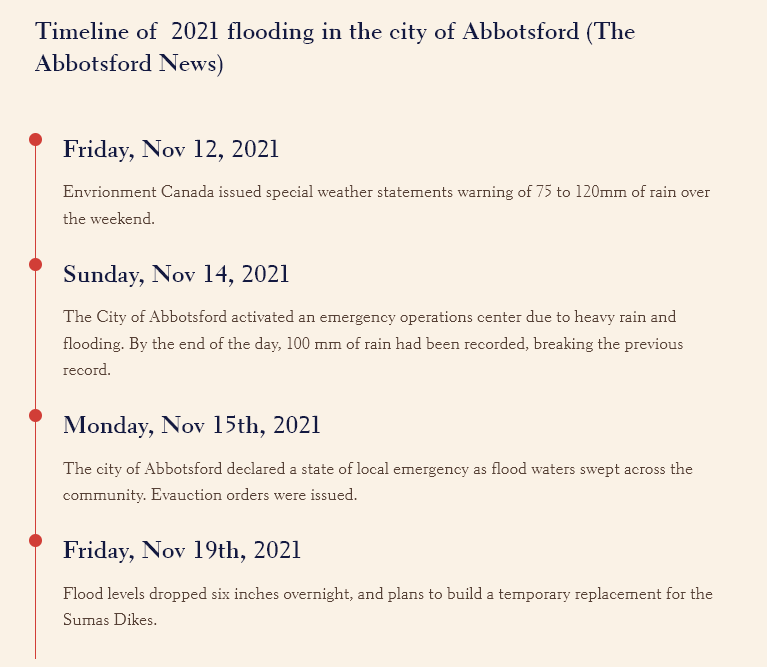 Timeline of  2021 flooding in the city of Abbotsford (The
Abbotsford News)
Friday, Nov 12, 2021
Envrionment Canada issued special weather statements warning of 75 to 120mm of rain over
the weekend.
Sunday, Nov 14, 2021
The City of Abbotsford activated an emergency operations center due to heavy rain and
flooding. By the end of the day, 100 mm of rain had been recorded, breaking the previous
record.
Monday, Nov 15th, 2021
The city of Abbotsford declared a state of local emergency as flood waters swept across the
community. Evauction orders were issued.
Friday, Nov 19th, 2021
Flood levels dropped six inches overnight, and plans to build a temporary replacement for the
Sumas Dikes.